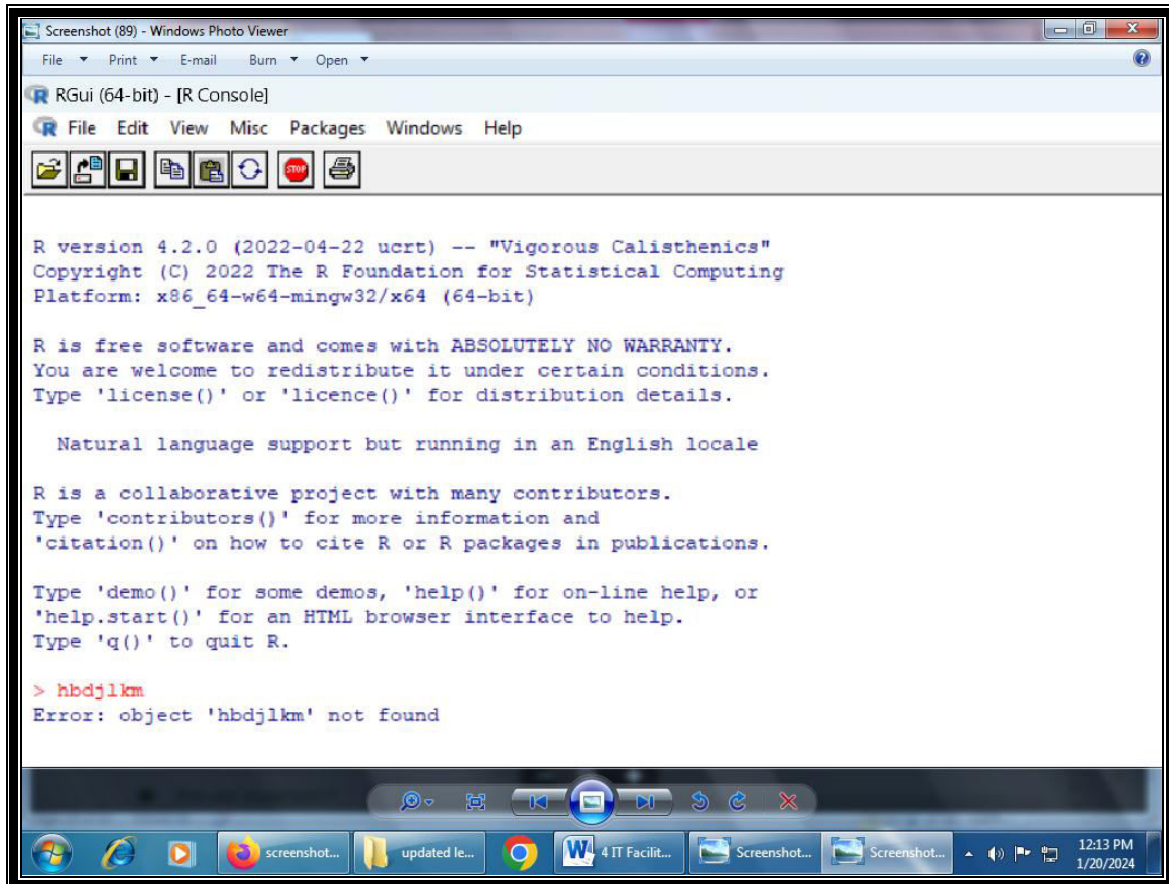 Screenshot (89) - Windows Photo Viewer
File Print E-mail Burn Open
RGui (64-bit) - [R Console]
File Edit View Misc Packages Windows Help
STOP
R version 4.2.0 (2022-04-22 ucrt) -- "Vigorous Calisthenics"
Copyright (C) 2022 The R Foundation for Statistical Computing
Platform: x86_64-w64-mingw32/x64 (64-bit)
R is free software and comes with ABSOLUTELY NO WARRANTY.
You are welcome to redistribute it under certain conditions.
Type 'license()' or 'licence()' for distribution details.
Natural language support but running in an English locale
R is a collaborative project with many contributors.
Type 'contributors()' for more information and
'citation()' on how to cite R or R packages in publications.
Type 'demo()' for some demos, 'help()' for on-line help, or
'help.start()' for an HTML browser interface to help.
Type 'q()' to quit R.
> hbdjlkm
Error: object 'hbdjlkm' not found
screenshot... updated le... 4 IT Facilit... Screenshot... Screenshot... 12:13 PM
1/20/2024